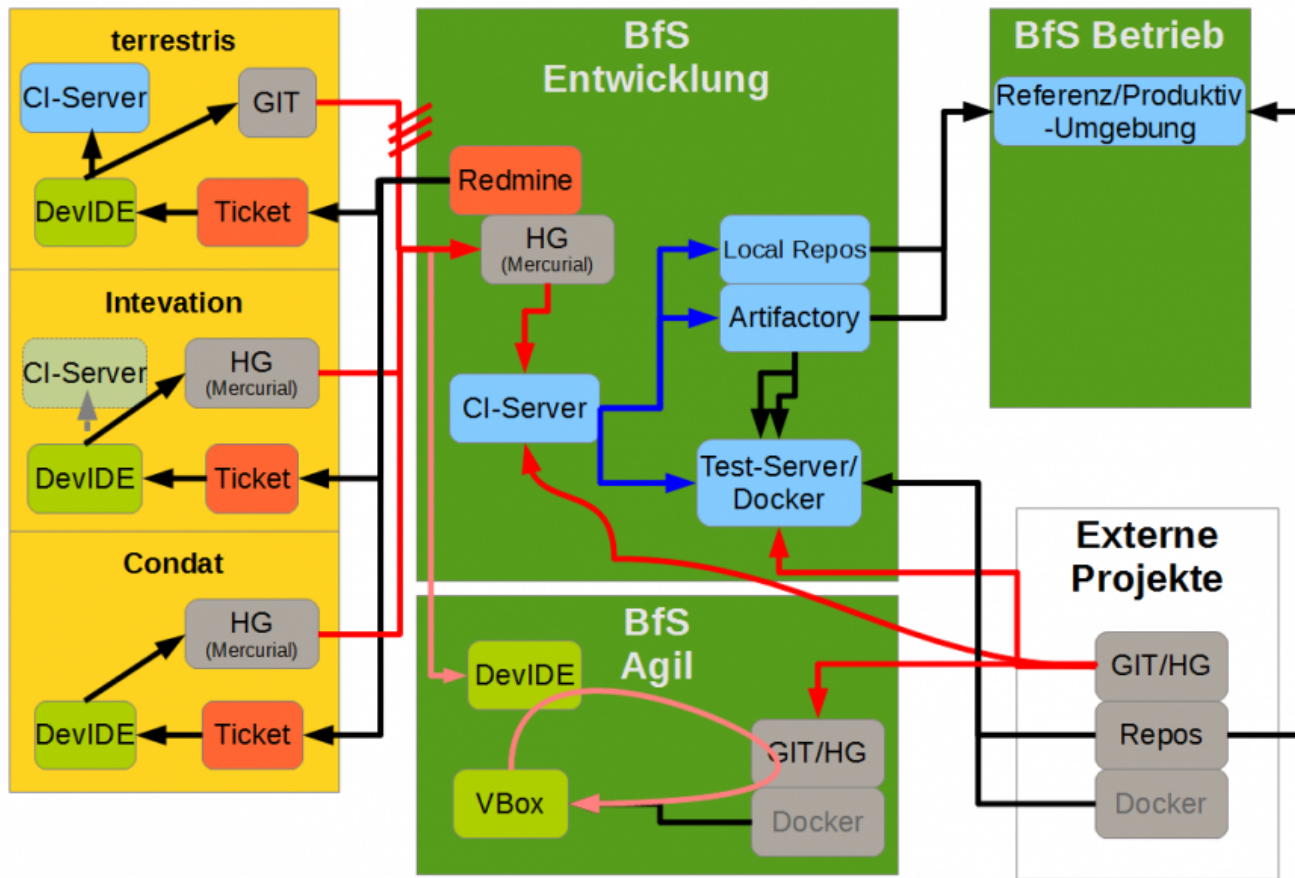 terrestris
CI-Server
GIT
DevIDE
Ticket
Intevation
CI-Server
HG
(Mercurial)
DevIDE
Ticket
Condat
HG
(Mercurial)
DevIDE
Ticket
BfS
Entwicklung
Redmine
HG
(Mercurial)
Local Repos
Artifactory
CI-Server
Test-Server/
Docker
BfS
Agil
DevIDE
GIT/HG
VBox
Docker
BfS Betrieb
Referenz/Produktiv
-Umgebung
Externe
Projekte
GIT/HG
Repos
Docker